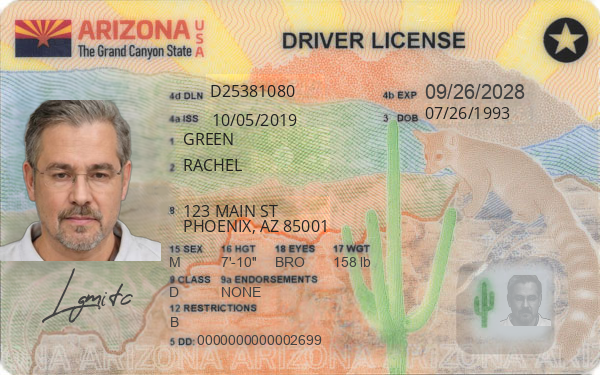 ARIZONA USA
The Grand Canyon State
DRIVER LICENSE
4d DLN D25381080
4b EXP 09/26/2028
4a ISS 10/05/2019
3 DOB 07/26/1993
1 GREEN
2 RACHEL
8 123 MAIN ST
PHOENIX, AZ 85001
15 SEX 16 HGT 18 EYES 17 WGT
M 7'-10" BRO 158 lb
9 CLASS 9a ENDORSEMENTS
D NONE
12 RESTRICTIONS
B
5 DD: 0000000000002699
ARIZONA ARIZONA ARIZONA ARIZONA